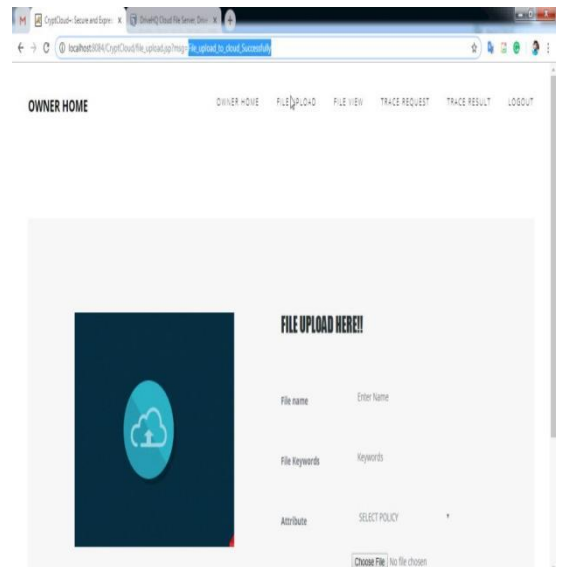 CryptCloud+: Secure and Expre
DriveHQ Cloud File Server, Drive
localhost:8084/CryptCloud/file_upload.jsp?msg=File_upload_to_cloud_Successfully
OWNER HOME
OWNER HOME FILE UPLOAD FILE VIEW TRACE REQUEST TRACE RESULT LOGOUT
FILE UPLOAD HERE!!
File name Enter Name
File Keywords Keywords
Attribute SELECT POLICY
Choose File No file chosen